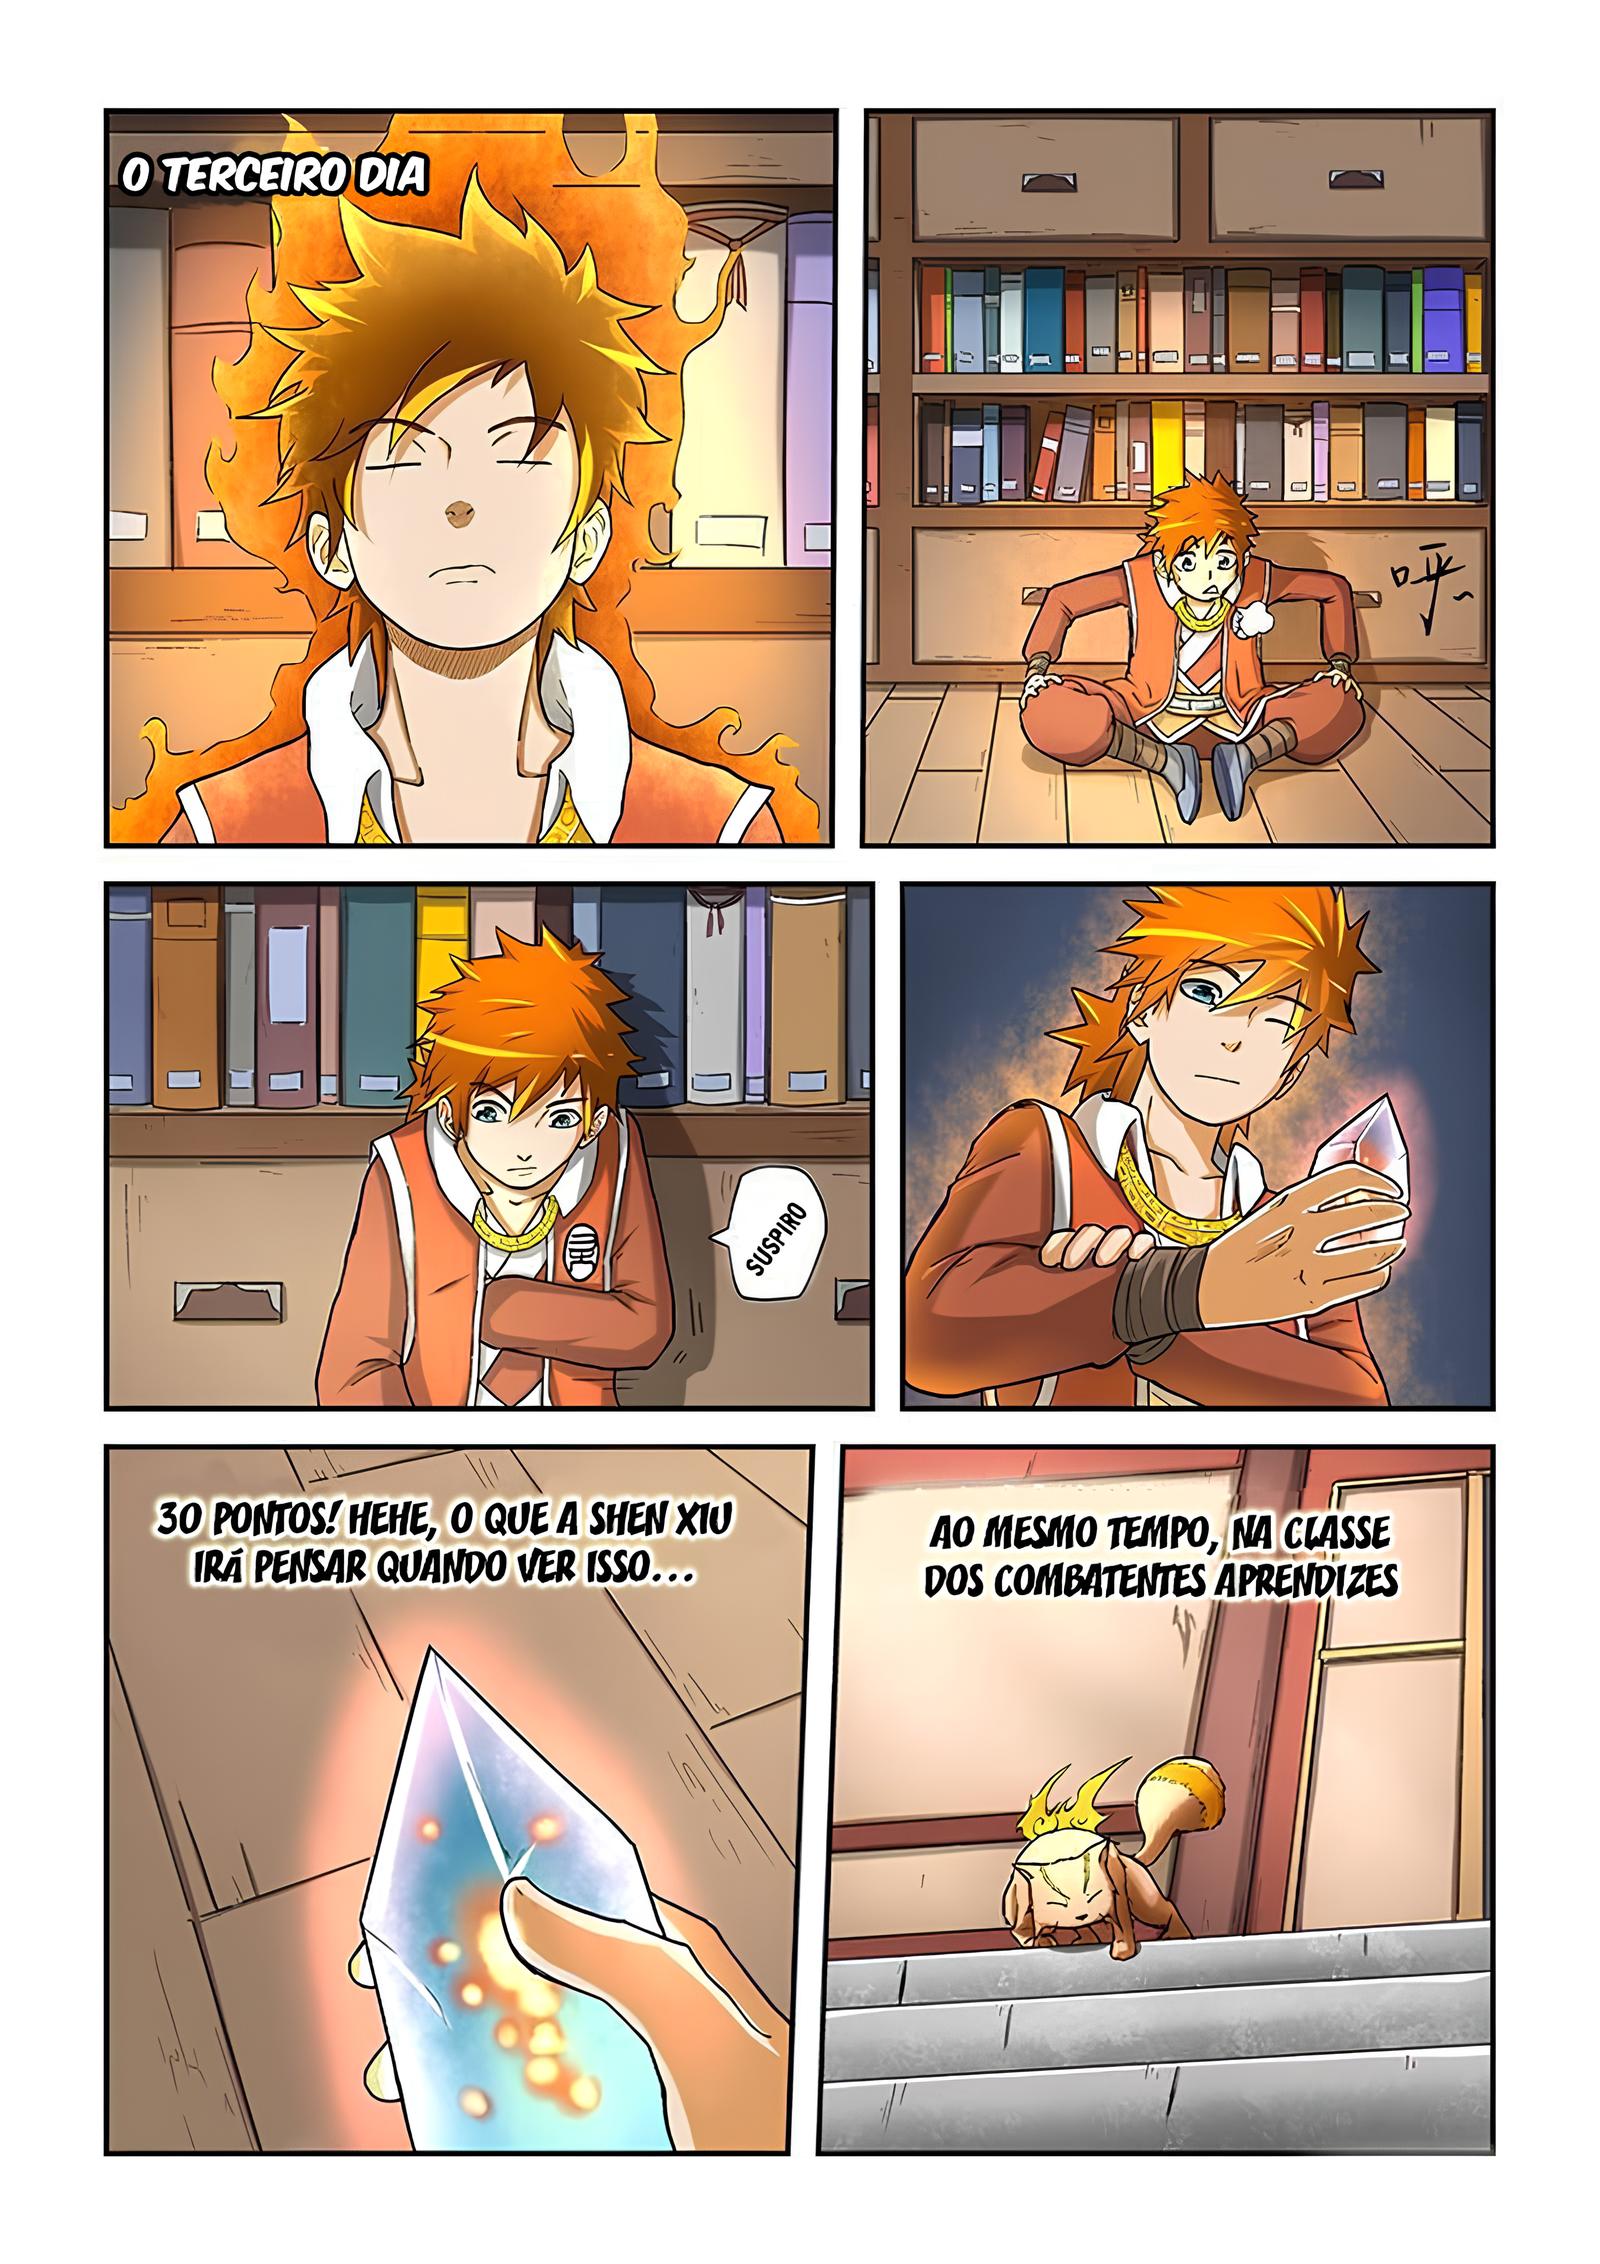 O TERCEIRO DIA
呼~
SUSPIRO
30 PONTOS! HEHE, O QUE A SHEN XIU
IRÁ PENSAR QUANDO VER ISSO...
AO MESMO TEMPO, NA CLASSE
DOS COMBATENTES APRENDIZES